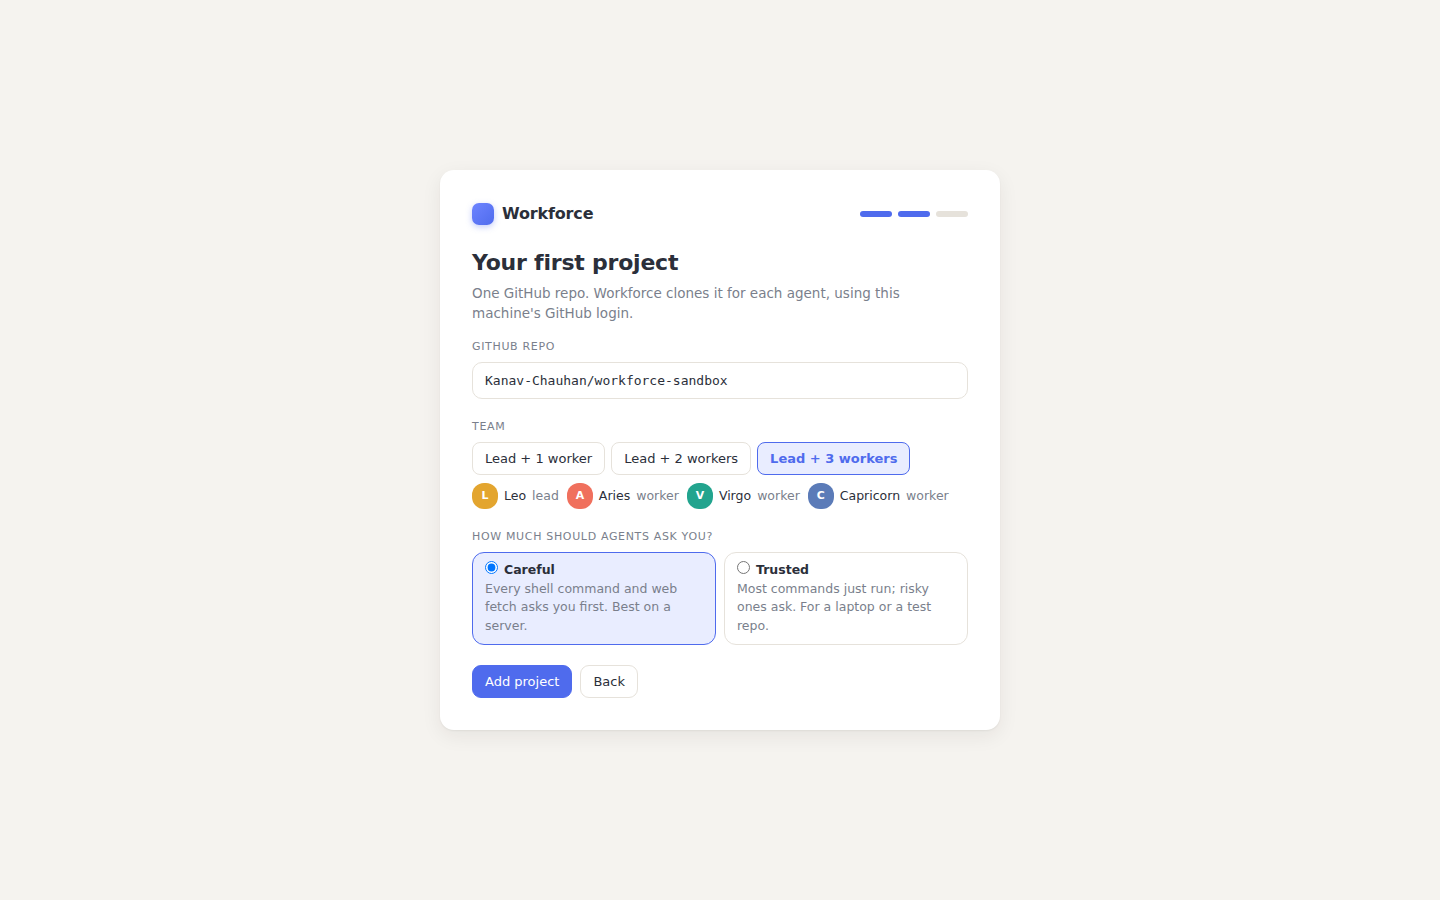 Workforce
Your first project
One GitHub repo. Workforce clones it for each agent, using this
machine's GitHub login.
GITHUB REPO
Kanav-Chauhan/workforce-sandbox
TEAM
Lead + 1 worker Lead + 2 workers Lead + 3 workers
L Leo lead A Aries worker V Virgo worker C Capricorn worker
HOW MUCH SHOULD AGENTS ASK YOU?
Careful
Every shell command and web
fetch asks you first. Best on a
server.
Trusted
Most commands just run; risky
ones ask. For a laptop or a test
repo.
Add project Back